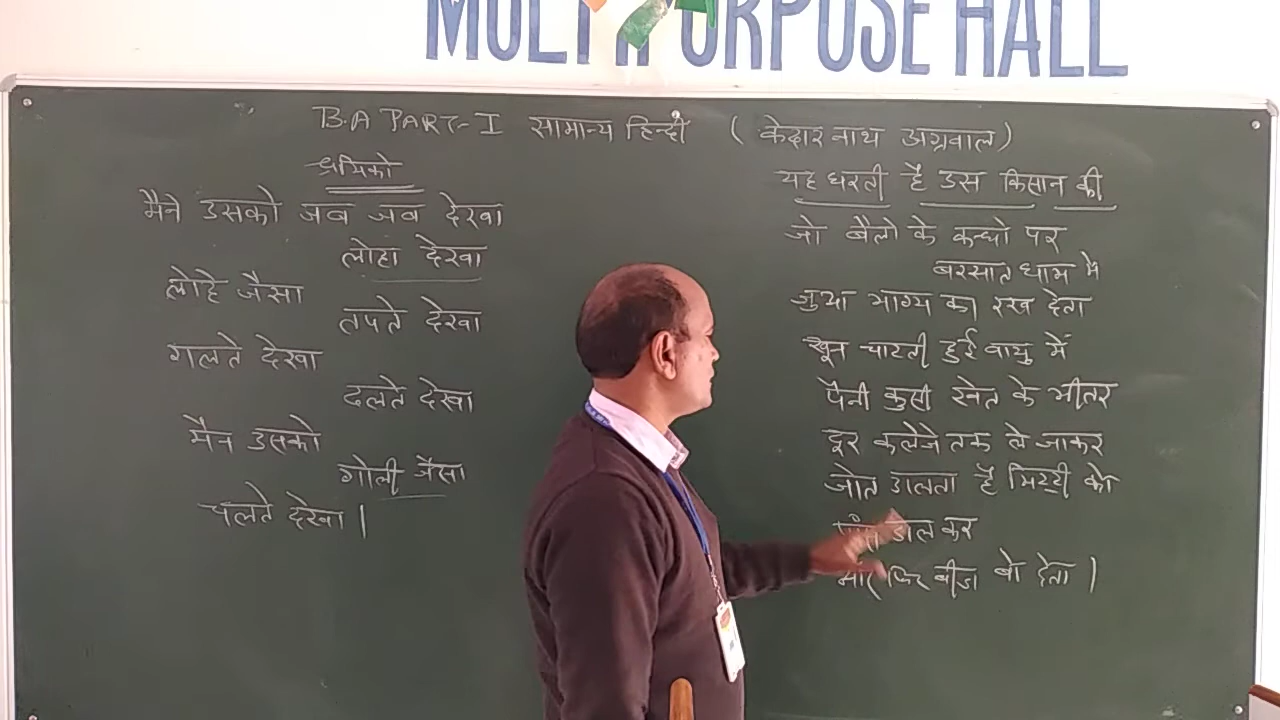 MULTIPURPOSE HALL
B.A PART-I सामान्य हिन्दी (केदारनाथ अग्रवाल)
श्रमिको
मैने उसको जब जब देखा
लोहा देखा
लोहे जैसा
तपते देखा
गलते देखा
ढलते देखा
मैन उसको
गोली जैसा
चलते देखा।
यह धरती है उस किसान की
जो बैलो के कन्धो पर
बरसात घाम में
जुआ भाग्य का रख देता
खून चाटती हुई वायु में
पैनी कुसी खेत के भीतर
दूर कलेजे तक ले जाकर
जोत डालता है मिट्टी को
डाल कर
और फिर बीज बो देता।